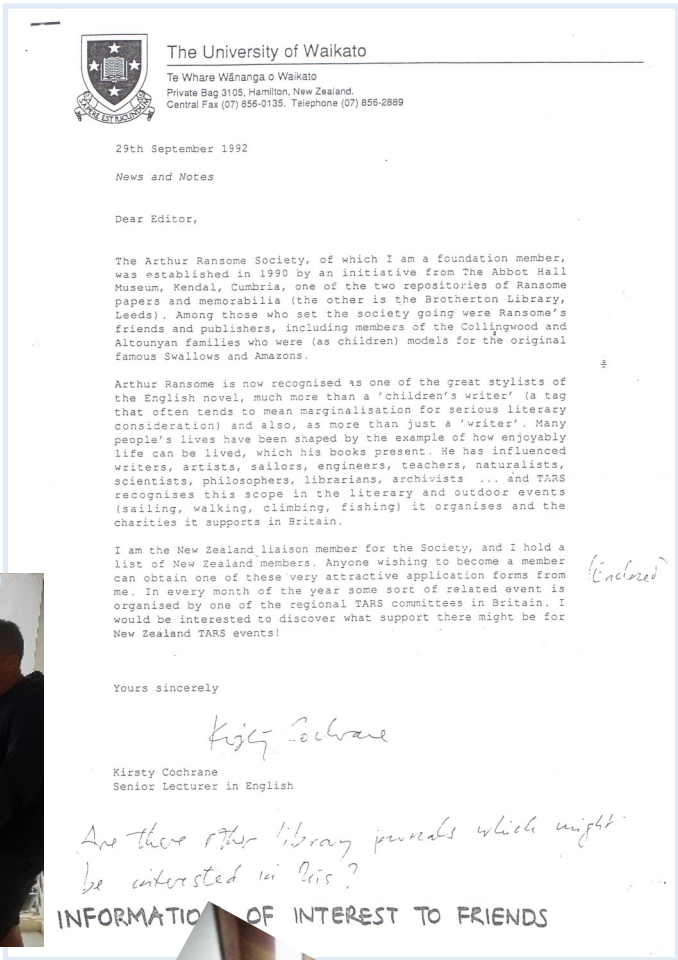 The University of Waikato
Te Whare Wānanga o Waikato
Private Bag 3105, Hamilton, New Zealand.
Central Fax (07) 856-0135. Telephone (07) 856-2889
SAPERE EST FUCUNDUM
29th September 1992
News and Notes
Dear Editor,
The Arthur Ransome Society, of which I am a foundation member,
was established in 1990 by an initiative from The Abbot Hall
Museum, Kendal, Cumbria, one of the two repositories of Ransome
papers and memorabilia (the other is the Brotherton Library,
Leeds). Among those who set the society going were Ransome's
friends and publishers, including members of the Collingwood and
Altounyan families who were (as children) models for the original
famous Swallows and Amazons.
Arthur Ransome is now recognised as one of the great stylists of
the English novel, much more than a 'children's writer' (a tag
that often tends to mean marginalisation for serious literary
consideration) and also, as more than just a 'writer'. Many
people's lives have been shaped by the example of how enjoyably
life can be lived, which his books present. He has influenced
writers, artists, sailors, engineers, teachers, naturalists,
scientists, philosophers, librarians, archivists ... and TARS
recognises this scope in the literary and outdoor events
(sailing, walking, climbing, fishing) it organises and the
charities it supports in Britain.
I am the New Zealand liaison member for the Society, and I hold a
list of New Zealand members. Anyone wishing to become a member
can obtain one of these very attractive application forms from
me. In every month of the year some sort of related event is
organised by one of the regional TARS committees in Britain. I
would be interested to discover what support there might be for
New Zealand TARS events!
(Enclosed
Yours sincerely
Kirsty Cochrane
Kirsty Cochrane
Senior Lecturer in English
Are there other library journals which might
be interested in this?
INFORMATIO OF INTEREST TO FRIENDS